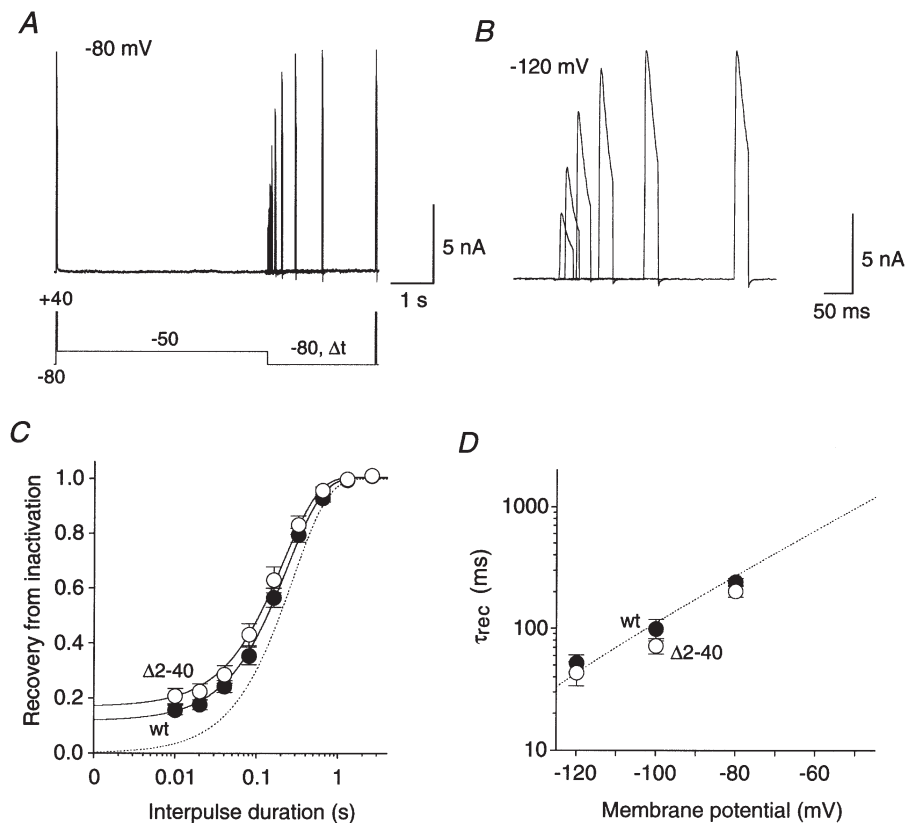 A
-80 mV
5 nA
1 s
+40
-50
-80, Δt
-80
B
-120 mV
5 nA
50 ms
C
Recovery from inactivation
1.0
0.8
0.6
0.4
0.2
0.0
Δ2-40
wt
0 0.01 0.1 1
Interpulse duration (s)
D
τrec (ms)
1000
100
10
wt
Δ2-40
-120 -100 -80 -60
Membrane potential (mV)